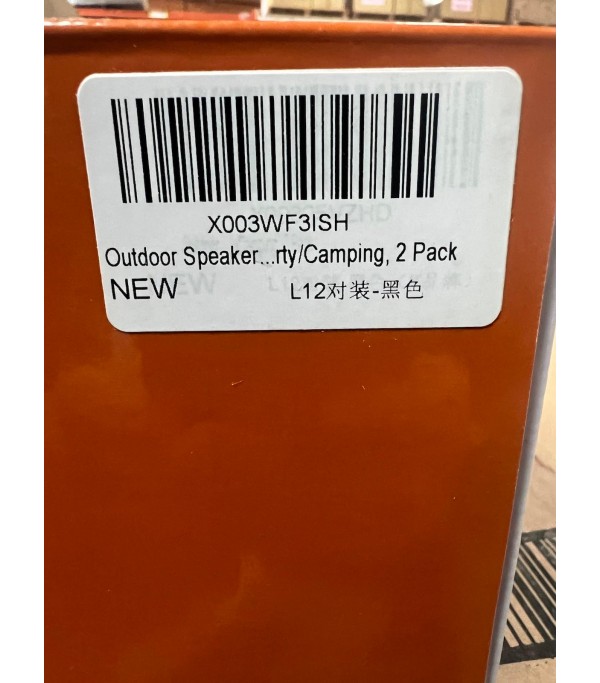 X003WF3ISH
Outdoor Speaker...rty/Camping, 2 Pack
NEW L12对装-黑色